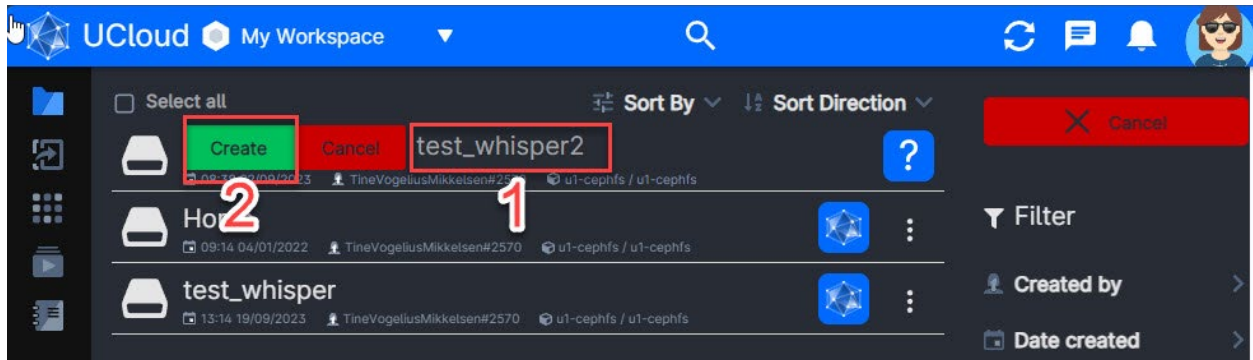 UCloud My Workspace
Select all Sort By Sort Direction
Cancel
Create Cancel test_whisper2 ?
TineVogeliusMikkelsen#2570 u1-cephfs / u1-cephfs
2 1
Filter
09:14 04/01/2022 TineVogeliusMikkelsen#2570 u1-cephfs / u1-cephfs
Created by
test_whisper
13:14 19/09/2023 TineVogeliusMikkelsen#2570 u1-cephfs / u1-cephfs
Date created